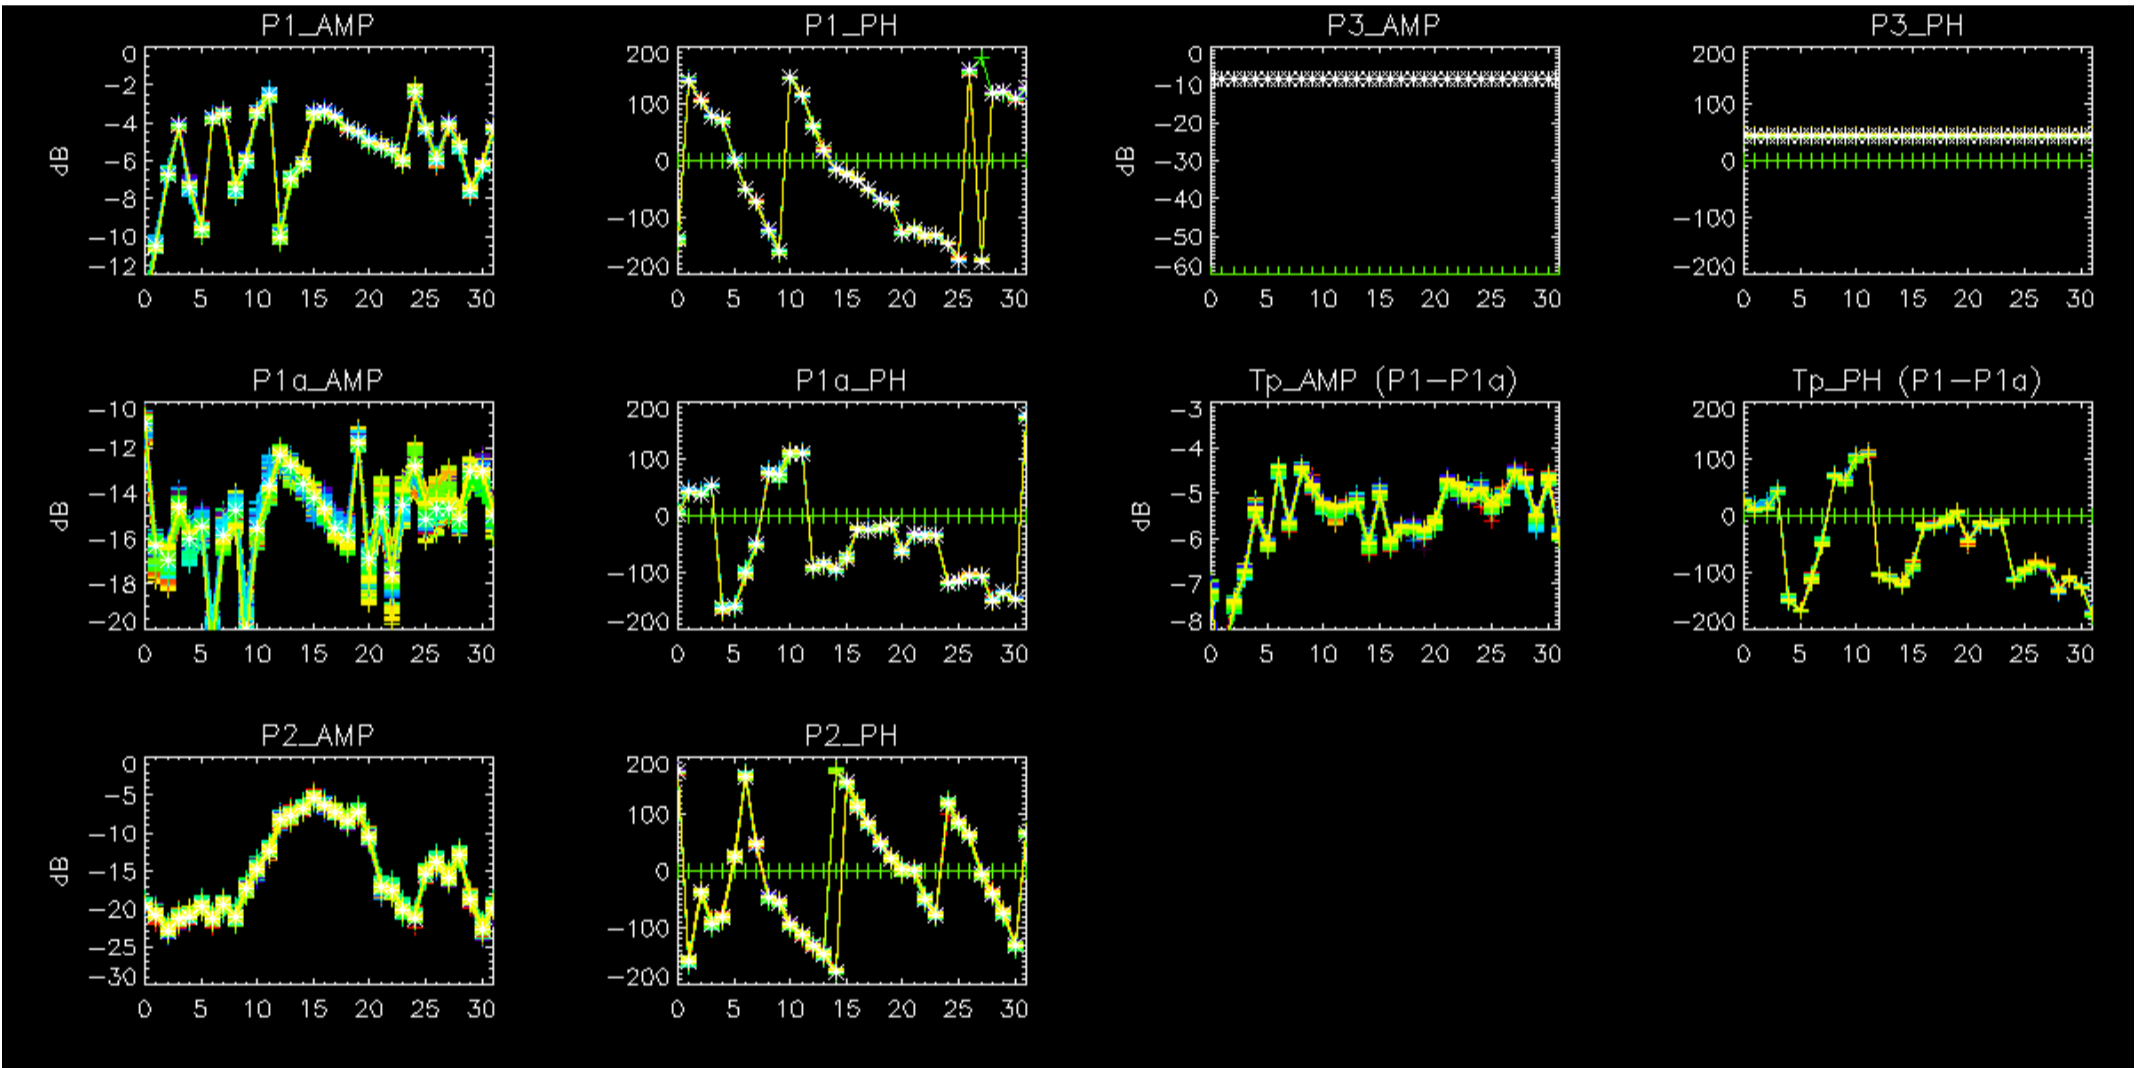 P1_AMP P1_PH P3_AMP P3_PH
0 200 0 200
-2 100 -10 100
-4 0 -20 0
-6 -100 -30 -100
-8 -200 -40 -200
-10 -50
-12 -60
dB dB
0 5 10 15 20 25 30 0 5 10 15 20 25 30 0 5 10 15 20 25 30 0 5 10 15 20 25 30
P1a_AMP P1a_PH Tp_AMP (P1-P1a) Tp_PH (P1-P1a)
-10 200 -3 200
-12 100 -4 100
-14 0 -5 0
-16 -100 -6 -100
-18 -200 -7 -200
-20 -8
dB dB
0 5 10 15 20 25 30 0 5 10 15 20 25 30 0 5 10 15 20 25 30 0 5 10 15 20 25 30
P2_AMP P2_PH
0 200
-5 100
-10 0
-15 -100
-20 -200
-25
-30
dB
0 5 10 15 20 25 30 0 5 10 15 20 25 30